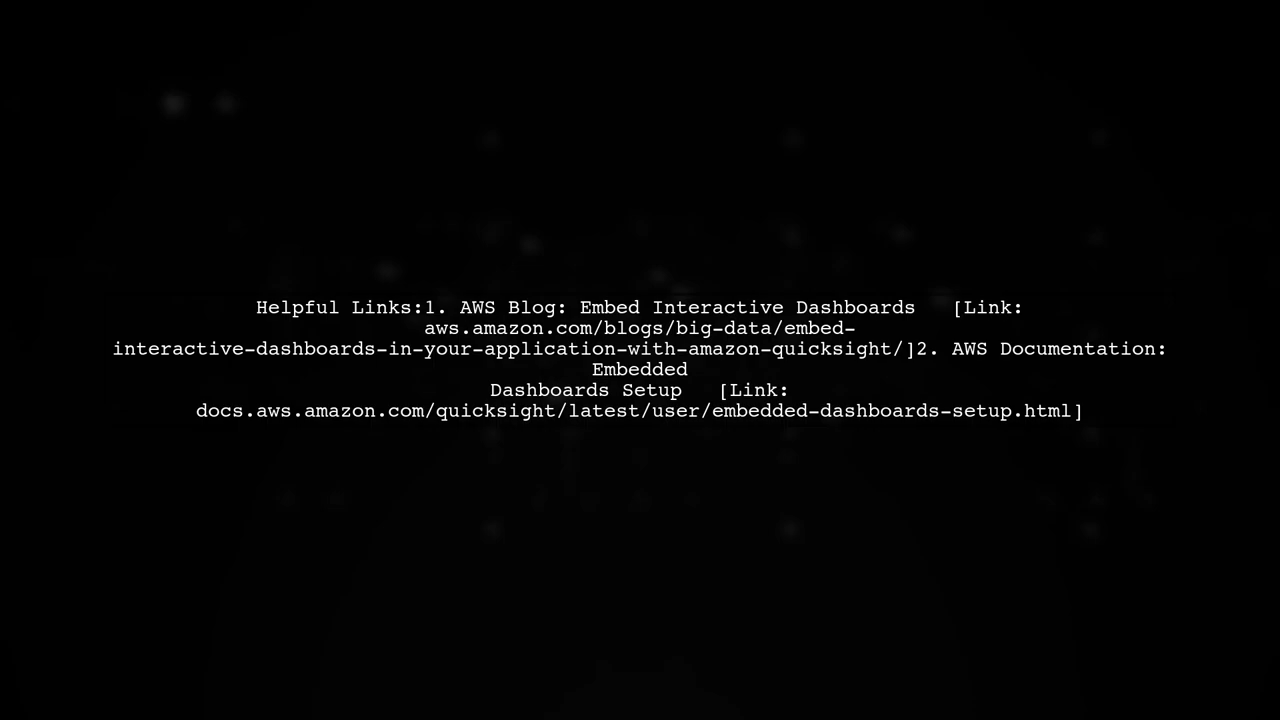 Helpful Links:1. AWS Blog: Embed Interactive Dashboards   [Link:
aws.amazon.com/blogs/big-data/embed-
interactive-dashboards-in-your-application-with-amazon-quicksight/]2. AWS Documentation:
Embedded
Dashboards Setup   [Link:
docs.aws.amazon.com/quicksight/latest/user/embedded-dashboards-setup.html]